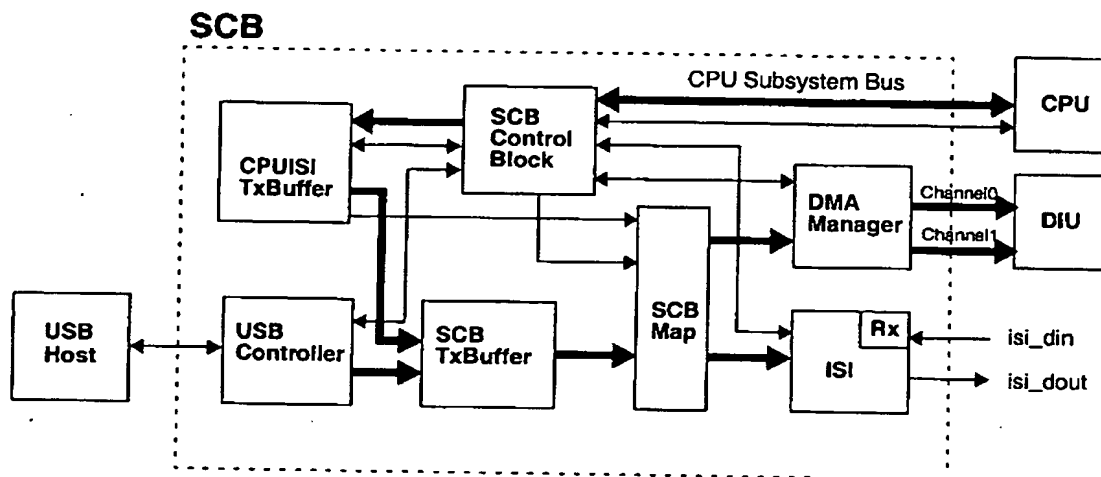 SCB
CPU Subsystem Bus
CPU
SCB
Control
Block
CPUISI
TxBuffer
DMA
Manager
Channel0
Channel1
DIU
USB
Host
USB
Controller
SCB
TxBuffer
SCB
Map
Rx
ISI
isi_din
isi_dout